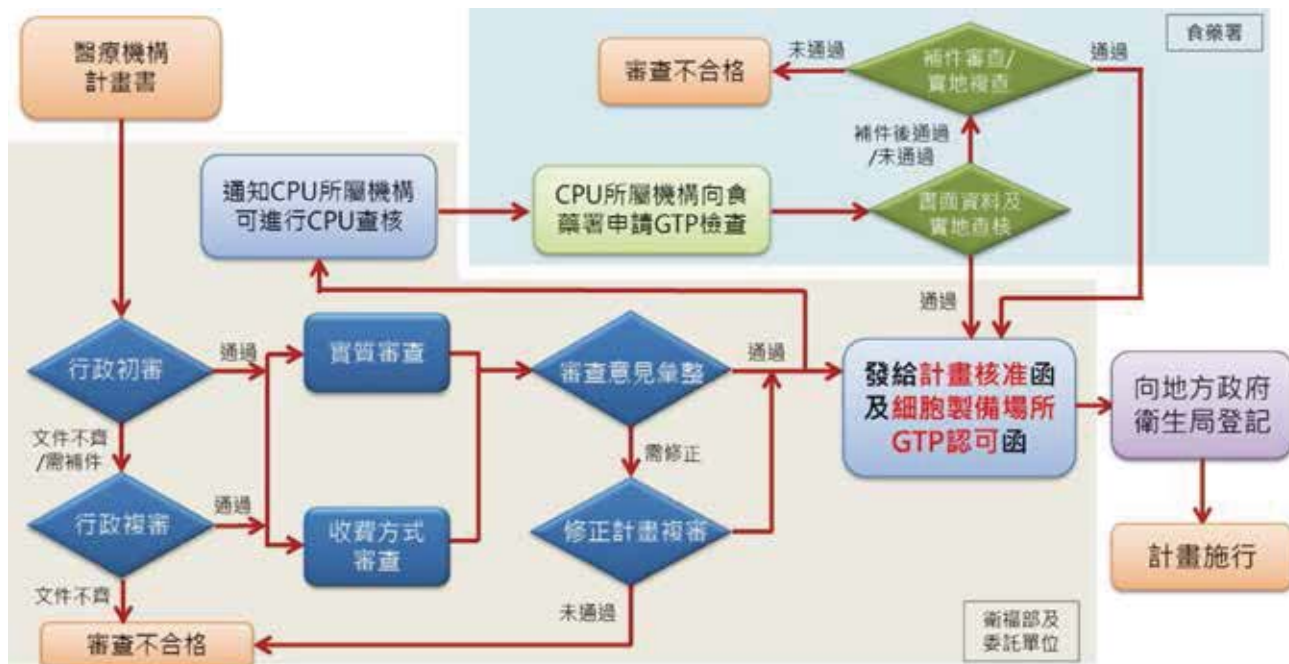 醫療機構
計畫書
食藥署
審查不合格
未通過
補件審查/
實地複查
通過
補件後通過
/未通過
通知CPU所屬機構
可進行CPU查核
CPU所屬機構向食
藥署申請GTP檢查
書面資料及
實地查核
通過
行政初審
通過
實質審查
審查意見彙整
通過
發給計畫核准函
及細胞製備場所
GTP認可函
向地方政府
衛生局登記
文件不齊
/需補件
需修正
行政複審
通過
收費方式
審查
修正計畫複審
計畫施行
文件不齊
未通過
審查不合格
衛福部及
委託單位